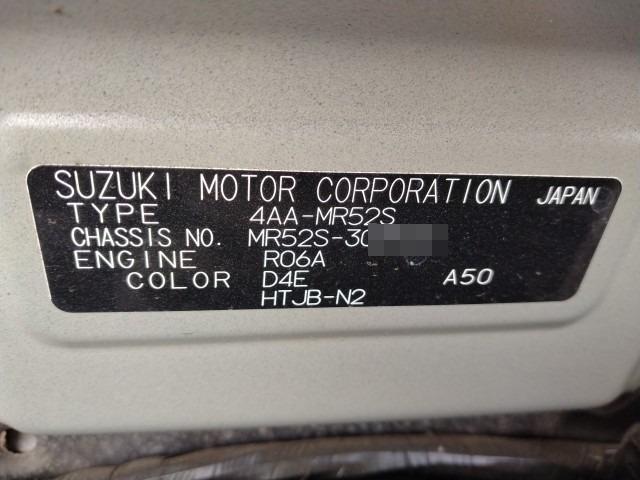 SUZUKI MOTOR CORPORATION JAPAN
TYPE 4AA-MR52S
CHASSIS NO. MR52S-30
ENGINE R06A
COLOR D4E A50
HTJB-N2